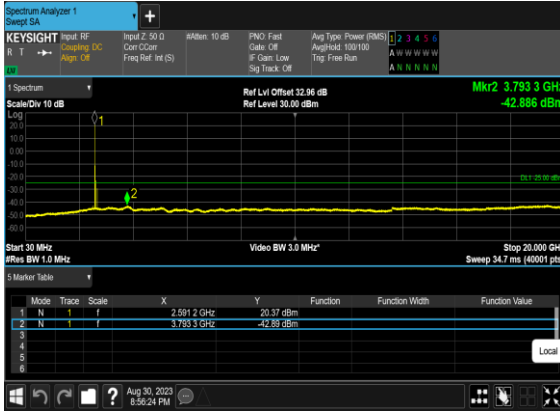 Spectrum Analyzer 1
Swept SA
+
KEYSIGHT Input: RF Input Z: 50 Ω #Atten: 10 dB PNO: Fast Avg Type: Power (RMS) 1 2 3 4 5 6
R T Coupling: DC Corr CCorr Gate: Off Avg|Hold: 100/100 A W W W W W
Align: Off Freq Ref: Int (S) IF Gain: Low Trig: Free Run
Sig Track: Off A N N N N N
1 Spectrum Ref Lvl Offset 32.96 dB Mkr2 3.793 3 GHz
Scale/Div 10 dB Ref Level 30.00 dBm -42.886 dBm
Log
1
20.0
10.0
0.00
-10.0
-20.0 DL1 -25.00 dBm
-30.0
2
-40.0
-50.0
-60.0
Start 30 MHz Video BW 3.0 MHz* Stop 20.000 GH
#Res BW 1.0 MHz Sweep 34.7 ms (40001 pts
5 Marker Table
Mode Trace Scale X Y Function Function Width Function Value
1 N 1 f 2.591 2 GHz 20.37 dBm
2 N 1 f 3.793 3 GHz -42.89 dBm
3
4
5
6
Local
? Aug 30, 2023
8:56:24 PM